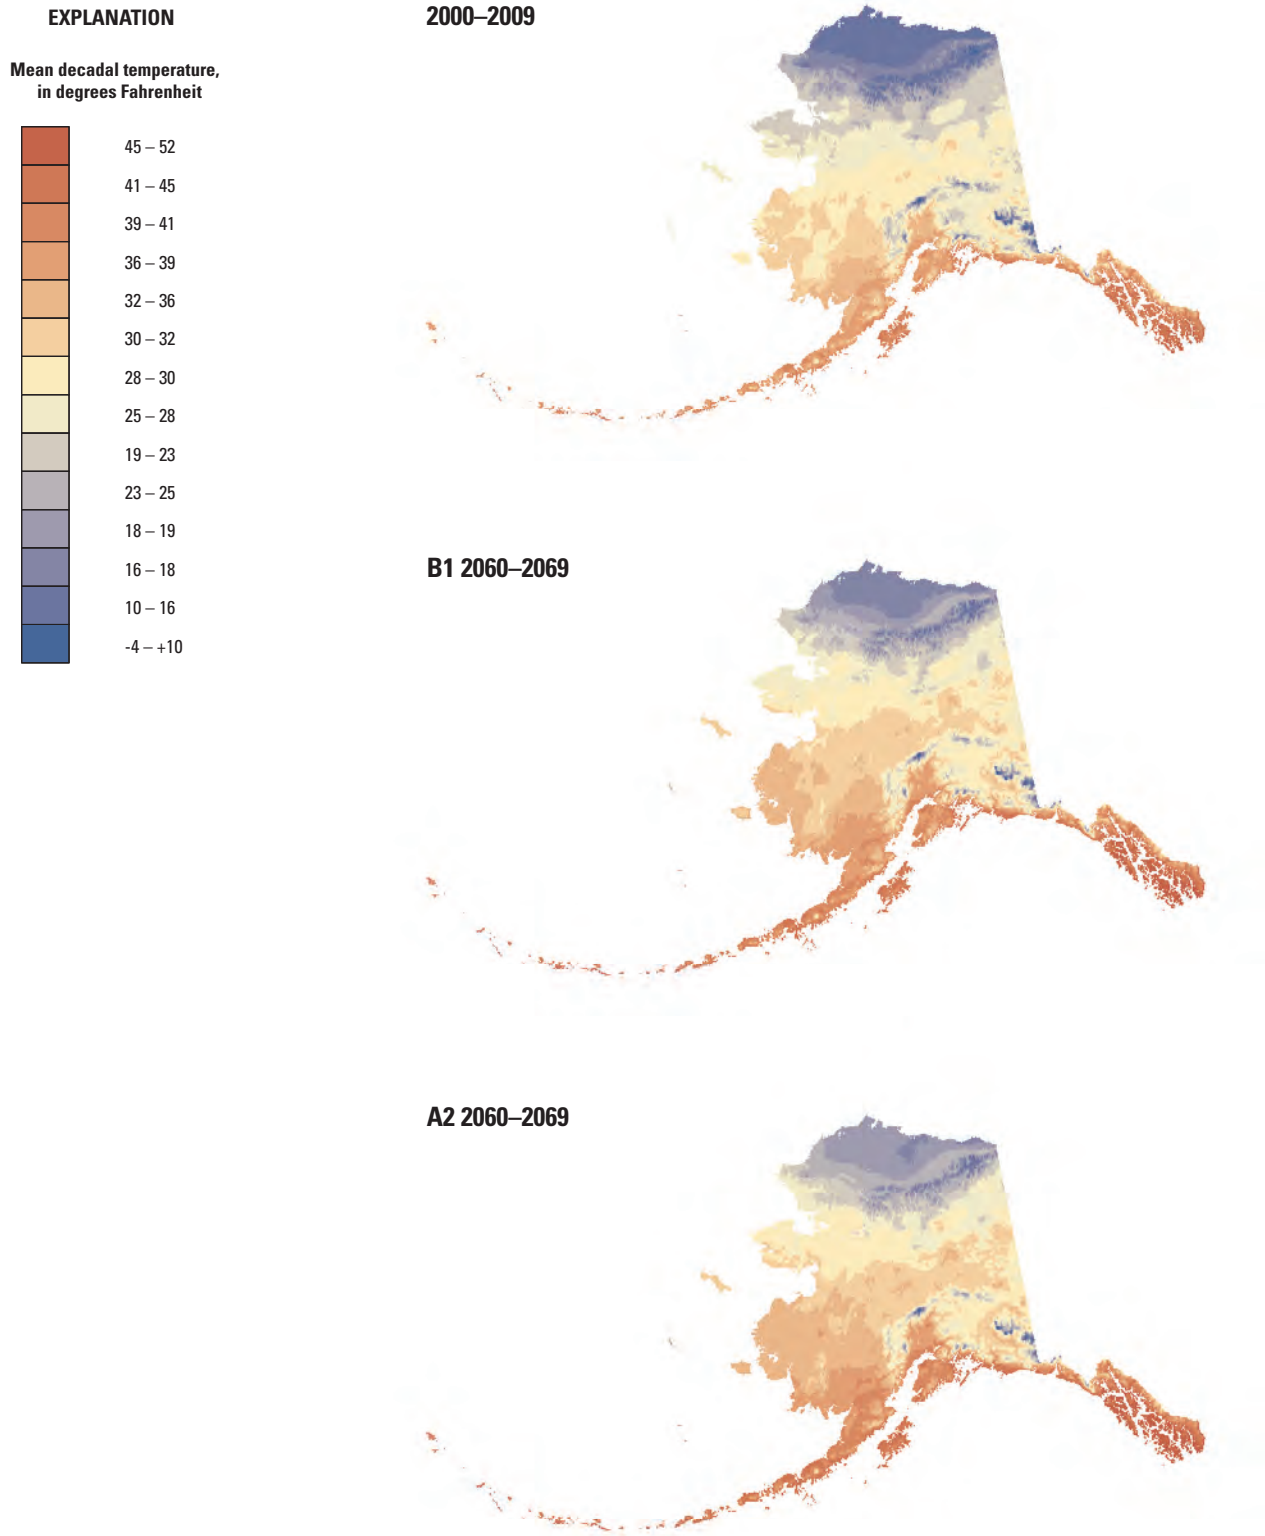 EXPLANATION
Mean decadal temperature,
in degrees Fahrenheit
45 – 52
41 – 45
39 – 41
36 – 39
32 – 36
30 – 32
28 – 30
25 – 28
19 – 23
23 – 25
18 – 19
16 – 18
10 – 16
-4 – +10
2000–2009
B1 2060–2069
A2 2060–2069